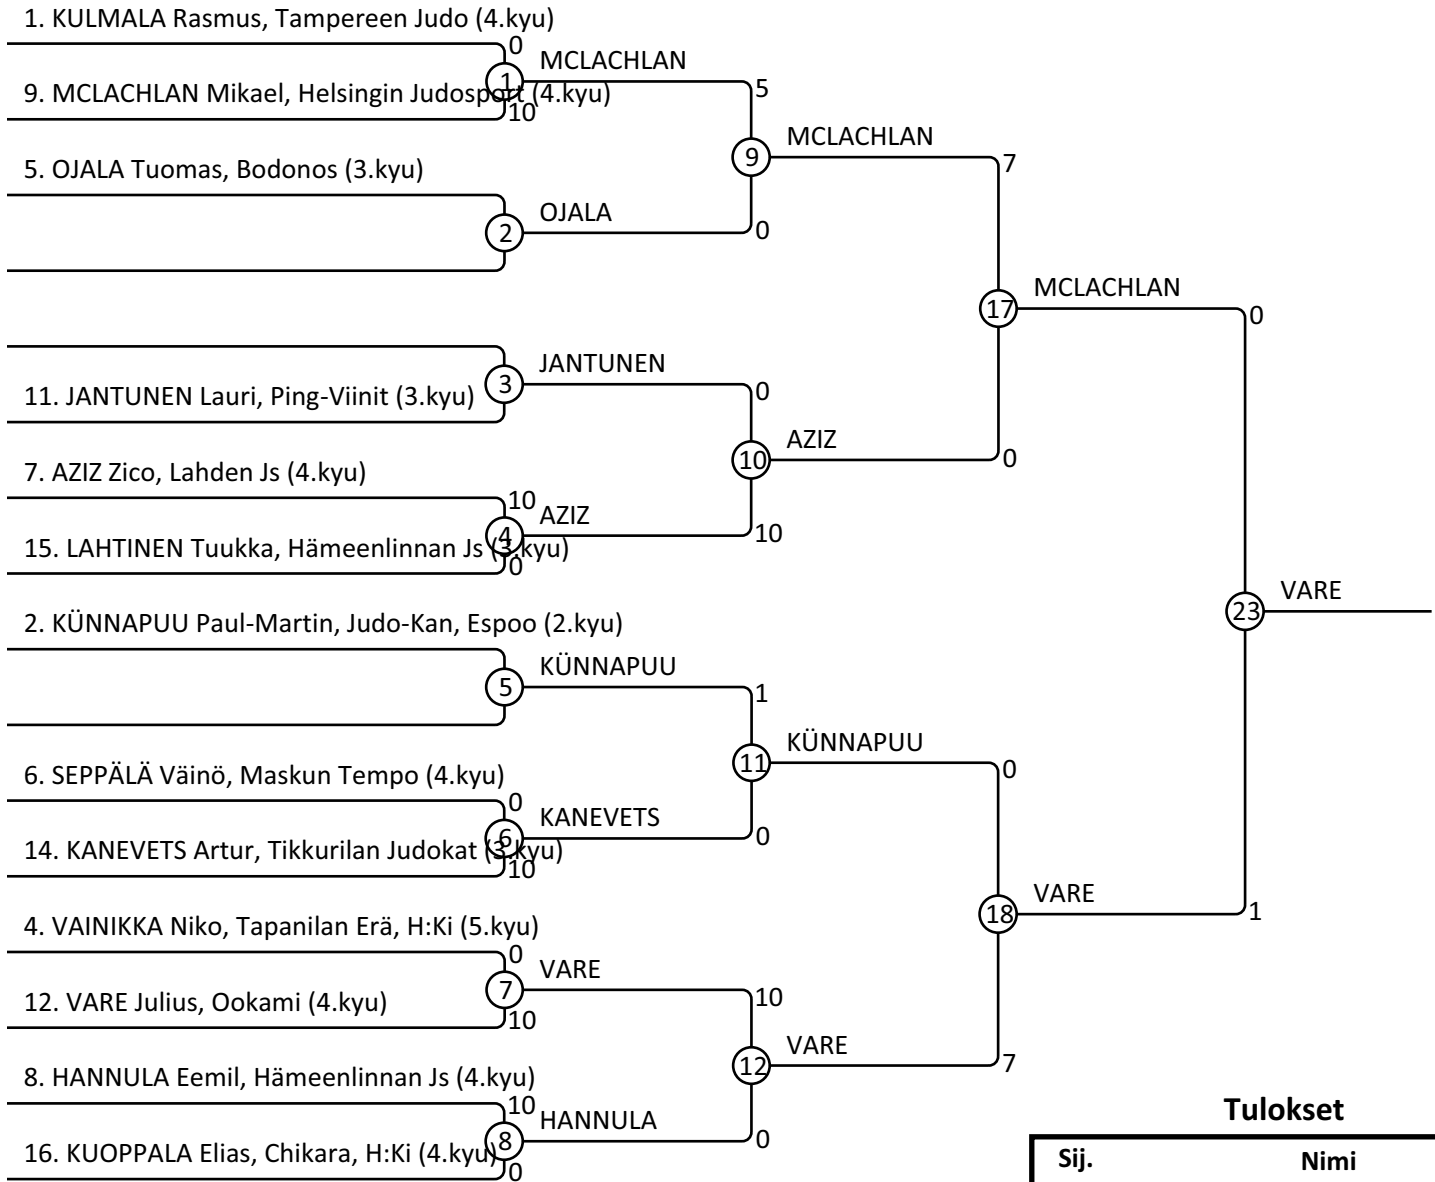 1. KULMALA Rasmus, Tampereen Judo (4.kyu)
0
1
MCLACHLAN
9. MCLACHLAN Mikael, Helsingin Judosport (4.kyu)
10
5
9
MCLACHLAN
5. OJALA Tuomas, Bodonos (3.kyu)
2
OJALA
0
7
17
MCLACHLAN
3
JANTUNEN
11. JANTUNEN Lauri, Ping-Viinit (3.kyu)
0
10
AZIZ
0
7. AZIZ Zico, Lahden Js (4.kyu)
10
4
AZIZ
15. LAHTINEN Tuukka, Hämeenlinnan Js (3.kyu)
0
10
0
23
VARE
2. KÜNNAPUU Paul-Martin, Judo-Kan, Espoo (2.kyu)
5
KÜNNAPUU
1
11
KÜNNAPUU
0
6. SEPPÄLÄ Väinö, Maskun Tempo (4.kyu)
0
6
KANEVETS
14. KANEVETS Artur, Tikkurilan Judokat (3.kyu)
10
0
18
VARE
1
4. VAINIKKA Niko, Tapanilan Erä, H:Ki (5.kyu)
0
7
VARE
12. VARE Julius, Ookami (4.kyu)
10
10
12
VARE
7
8. HANNULA Eemil, Hämeenlinnan Js (4.kyu)
10
8
HANNULA
16. KUOPPALA Elias, Chikara, H:Ki (4.kyu)
0
0
Tulokset
Sij. Nimi